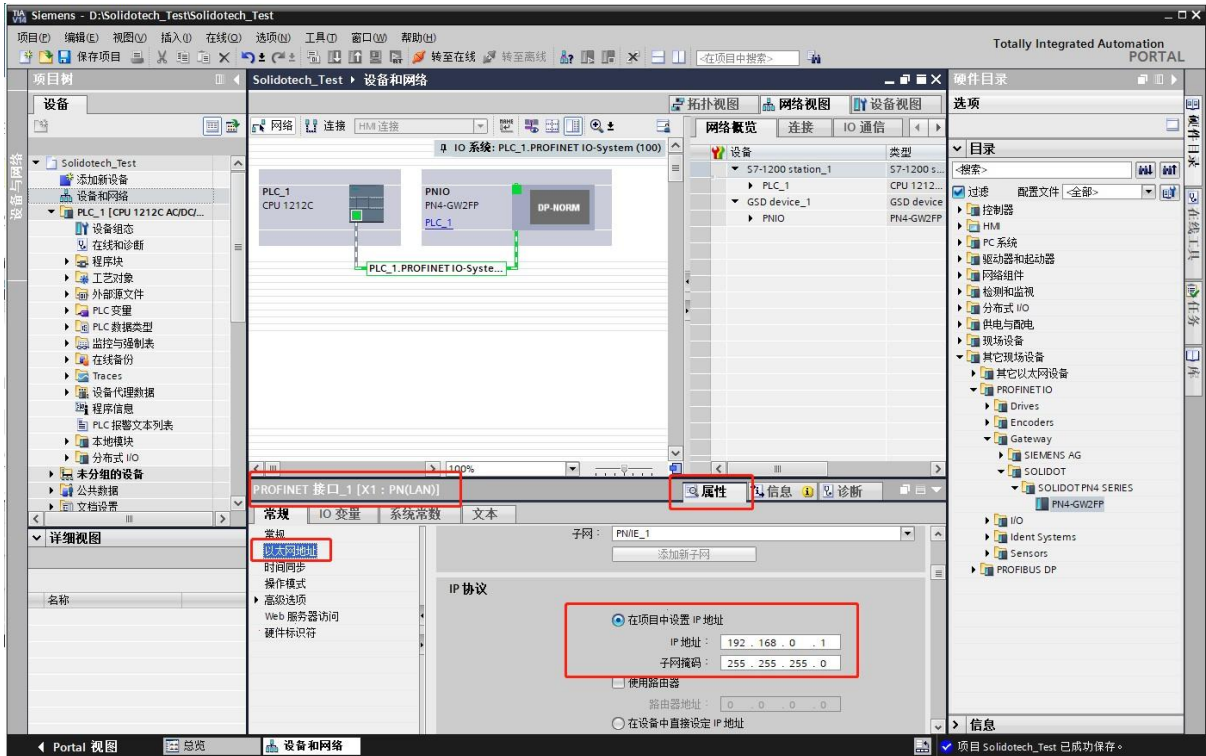 Siemens - D:\Solidotech_Test\Solidotech_Test
项目(P) 编辑(E) 视图(V) 插入(I) 在线(O) 选项(N) 工具(T) 窗口(W) 帮助(H)
保存项目 转至在线 转至离线 <在项目中搜索>
Totally Integrated Automation
PORTAL
项目树
设备
设备与网络
Solidotech_Test
添加新设备
设备和网络
PLC_1 [CPU 1212C AC/DC/...
设备组态
在线和诊断
程序块
工艺对象
外部源文件
PLC 变量
PLC 数据类型
监控与强制表
在线备份
Traces
设备代理数据
程序信息
PLC 报警文本列表
本地模块
分布式 I/O
未分组的设备
公共数据
文档设置
详细视图
名称
Solidotech_Test ▸ 设备和网络
拓扑视图 网络视图 设备视图
网络 连接 HMI 连接
IO 系统: PLC_1.PROFINET IO-System (100)
PLC_1
CPU 1212C
PNIO
PN4-GW2FP
PLC_1
DP-NORM
PLC_1.PROFINET IO-Syste...
100%
网络概览 连接 IO 通信
设备 类型
S7-1200 station_1 S7-1200 s...
PLC_1 CPU 1212...
GSD device_1 GSD device
PNIO PN4-GW2FP
PROFINET 接口_1 [X1 : PN(LAN)]
属性 信息 诊断
常规 IO 变量 系统常数 文本
常规
以太网地址
时间同步
操作模式
高级选项
Web 服务器访问
硬件标识符
子网: PN/IE_1
添加新子网
IP 协议
在项目中设置 IP 地址
IP 地址: 192 . 168 . 0 . 1
子网掩码: 255 . 255 . 255 . 0
使用路由器
路由器地址: 0 . 0 . 0 . 0
在设备中直接设定 IP 地址
硬件目录
选项
目录
<搜索>
过滤 配置文件 <全部>
控制器
HMI
PC 系统
驱动器和起动器
网络组件
检测和监视
分布式 I/O
供电与配电
现场设备
其它现场设备
其它以太网设备
PROFINET IO
Drives
Encoders
Gateway
SIEMENS AG
SOLIDOT
SOLIDOT PN4 SERIES
PN4-GW2FP
I/O
Ident Systems
Sensors
PROFIBUS DP
信息
硬件目录
在线工具
任务
库
Portal 视图 总览 设备和网络
项目 Solidotech_Test 已成功保存。